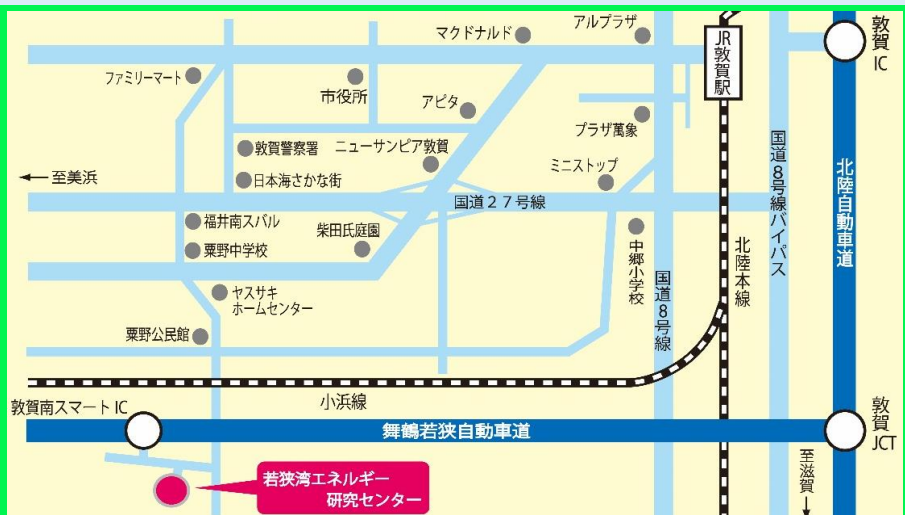 マクドナルド
アルプラザ
敦賀
IC
JR敦賀駅
ファミリーマート
市役所
アピタ
プラザ萬象
敦賀警察署
ニューサンピア敦賀
ミニストップ
国道8号線バイパス
北陸自動車道
←至美浜
日本海さかな街
国道27号線
福井南スバル
柴田氏庭園
粟野中学校
中郷小学校
国道8号線
北陸本線
ヤスサキ
ホームセンター
粟野公民館
小浜線
敦賀南スマートIC
舞鶴若狭自動車道
敦賀
JCT
至滋賀→
若狭湾エネルギー
研究センター